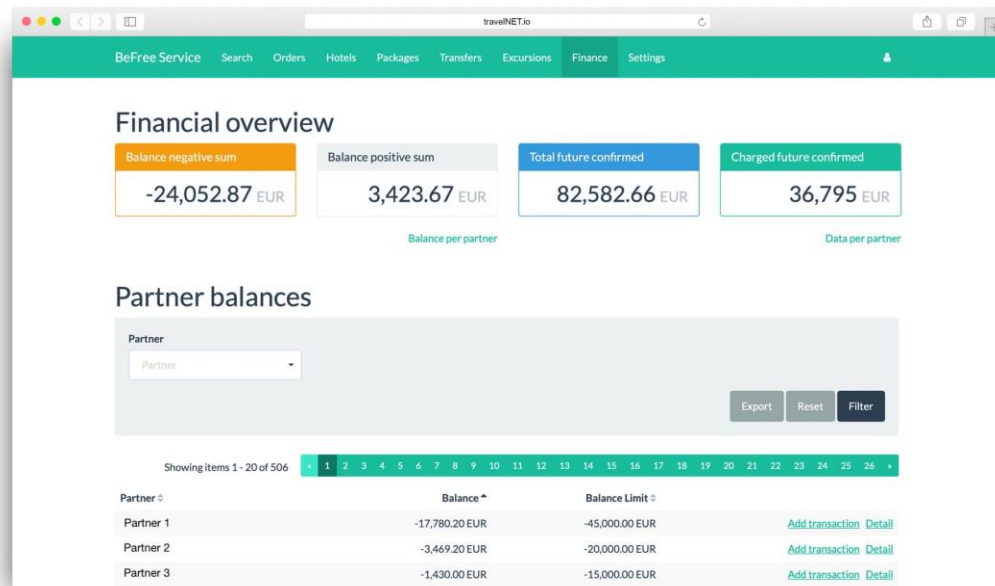 travelNET.io
BeFree Service Search Orders Hotels Packages Transfers Excursions Finance Settings
Financial overview
Balance negative sum
-24,052.87 EUR
Balance positive sum
3,423.67 EUR
Total future confirmed
82,582.66 EUR
Charged future confirmed
36,795 EUR
Balance per partner
Data per partner
Partner balances
Partner
Partner
Export Reset Filter
Showing items 1 - 20 of 506 « 1 2 3 4 5 6 7 8 9 10 11 12 13 14 15 16 17 18 19 20 21 22 23 24 25 26 »
Partner Balance Balance Limit
Partner 1 -17,780.20 EUR -45,000.00 EUR Add transaction Detail
Partner 2 -3,469.20 EUR -20,000.00 EUR Add transaction Detail
Partner 3 -1,430.00 EUR -15,000.00 EUR Add transaction Detail